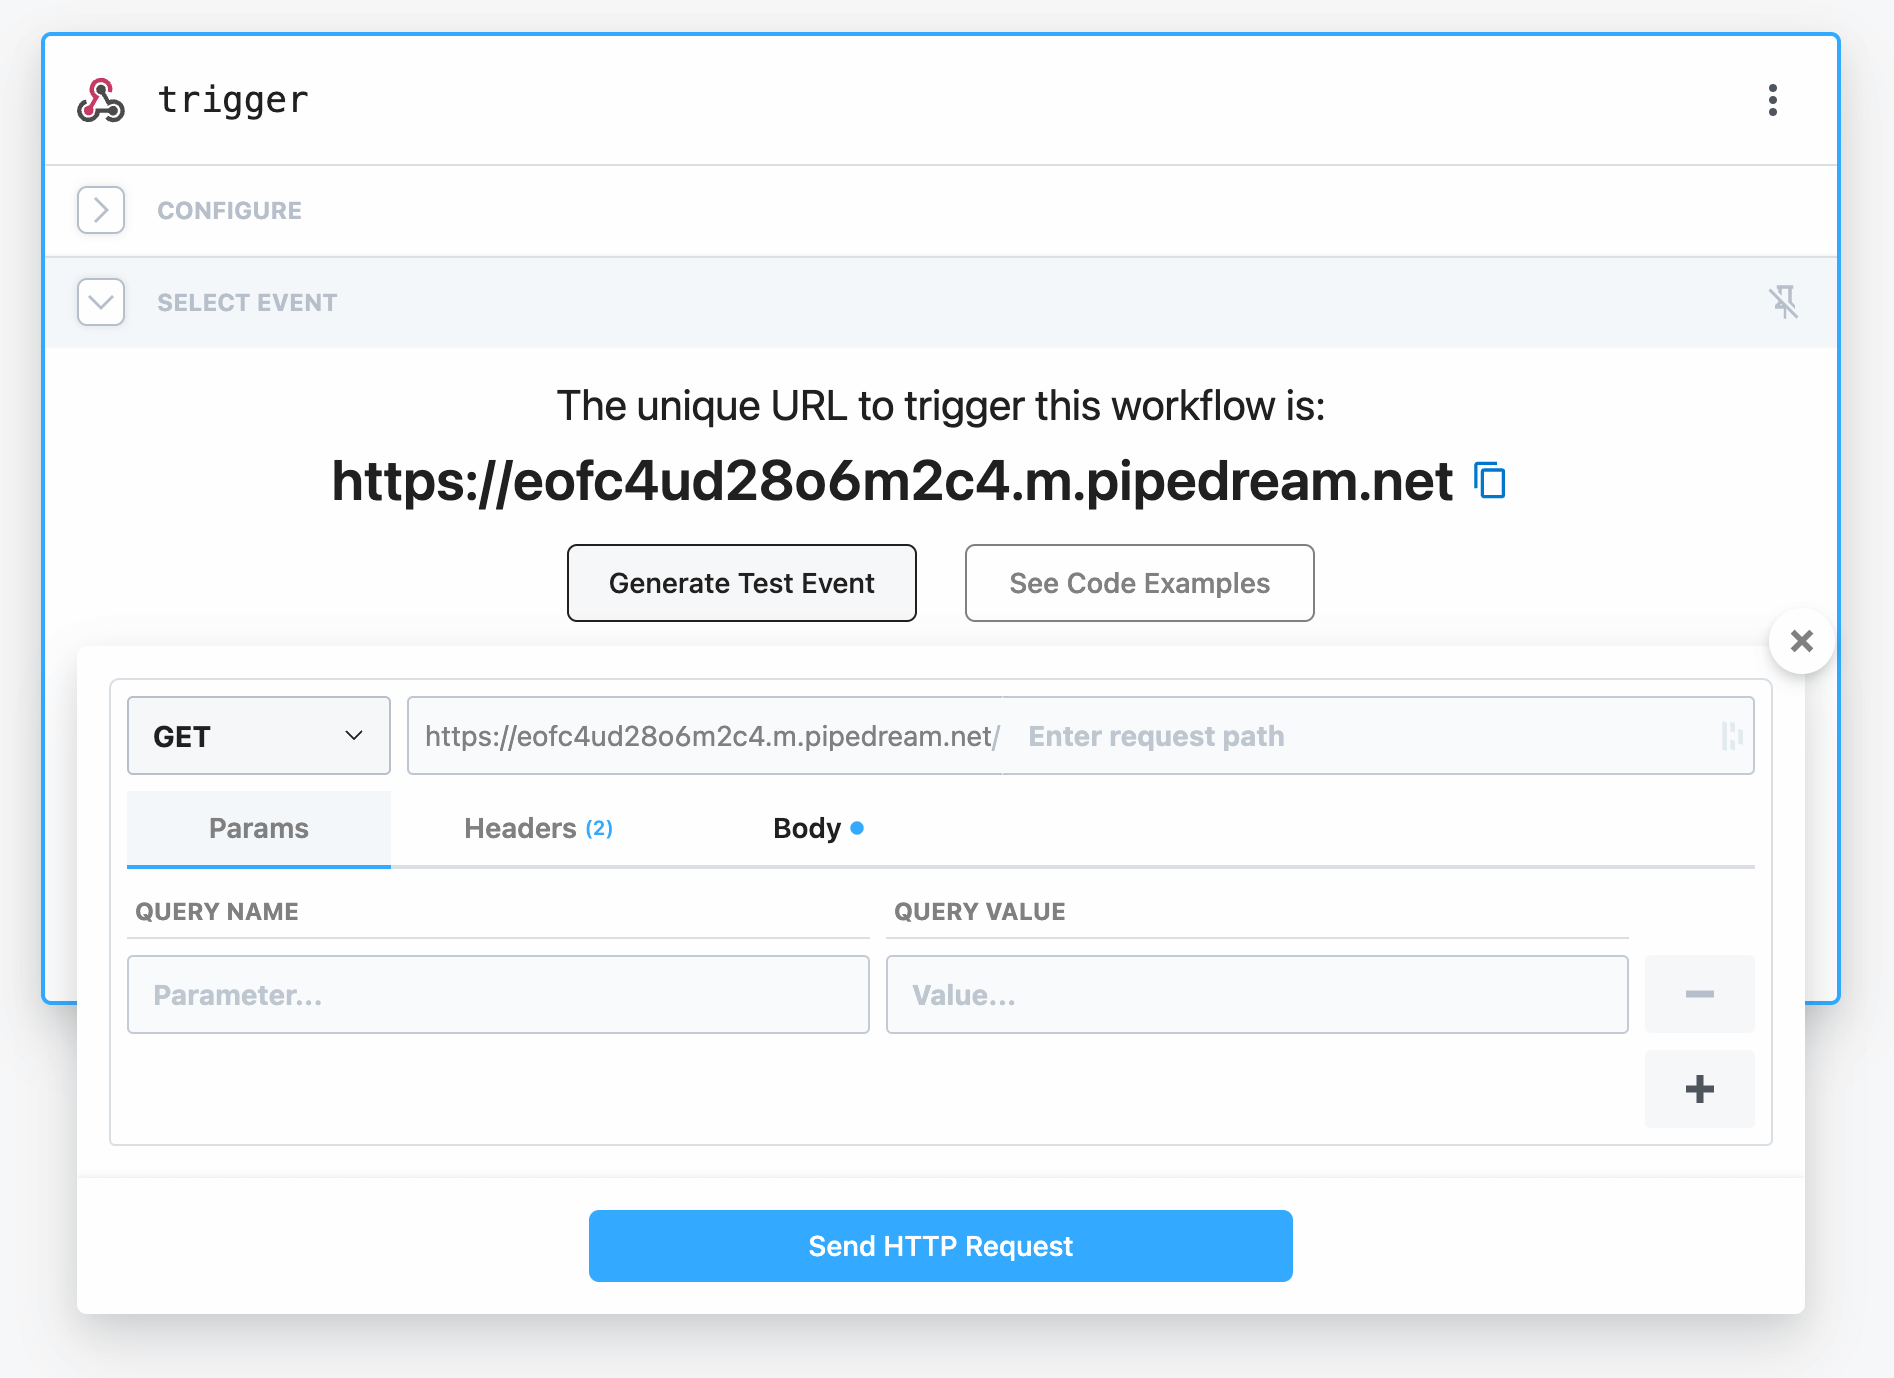 trigger
CONFIGURE
SELECT EVENT
The unique URL to trigger this workflow is:
https://eofc4ud28o6m2c4.m.pipedream.net
Generate Test Event See Code Examples
GET https://eofc4ud28o6m2c4.m.pipedream.net/ Enter request path
Params Headers (2) Body
QUERY NAME QUERY VALUE
Parameter... Value...
Send HTTP Request